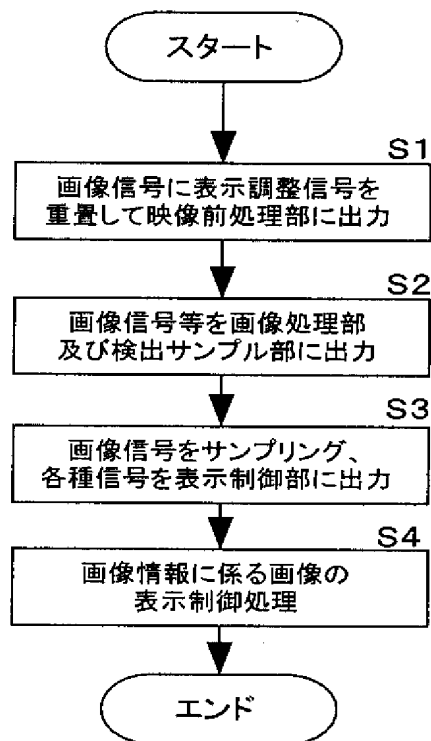 スタート
S1
画像信号に表示調整信号を
重畳して映像前処理部に出力
S2
画像信号等を画像処理部
及び検出サンプル部に出力
S3
画像信号をサンプリング、
各種信号を表示制御部に出力
S4
画像情報に係る画像の
表示制御処理
エンド